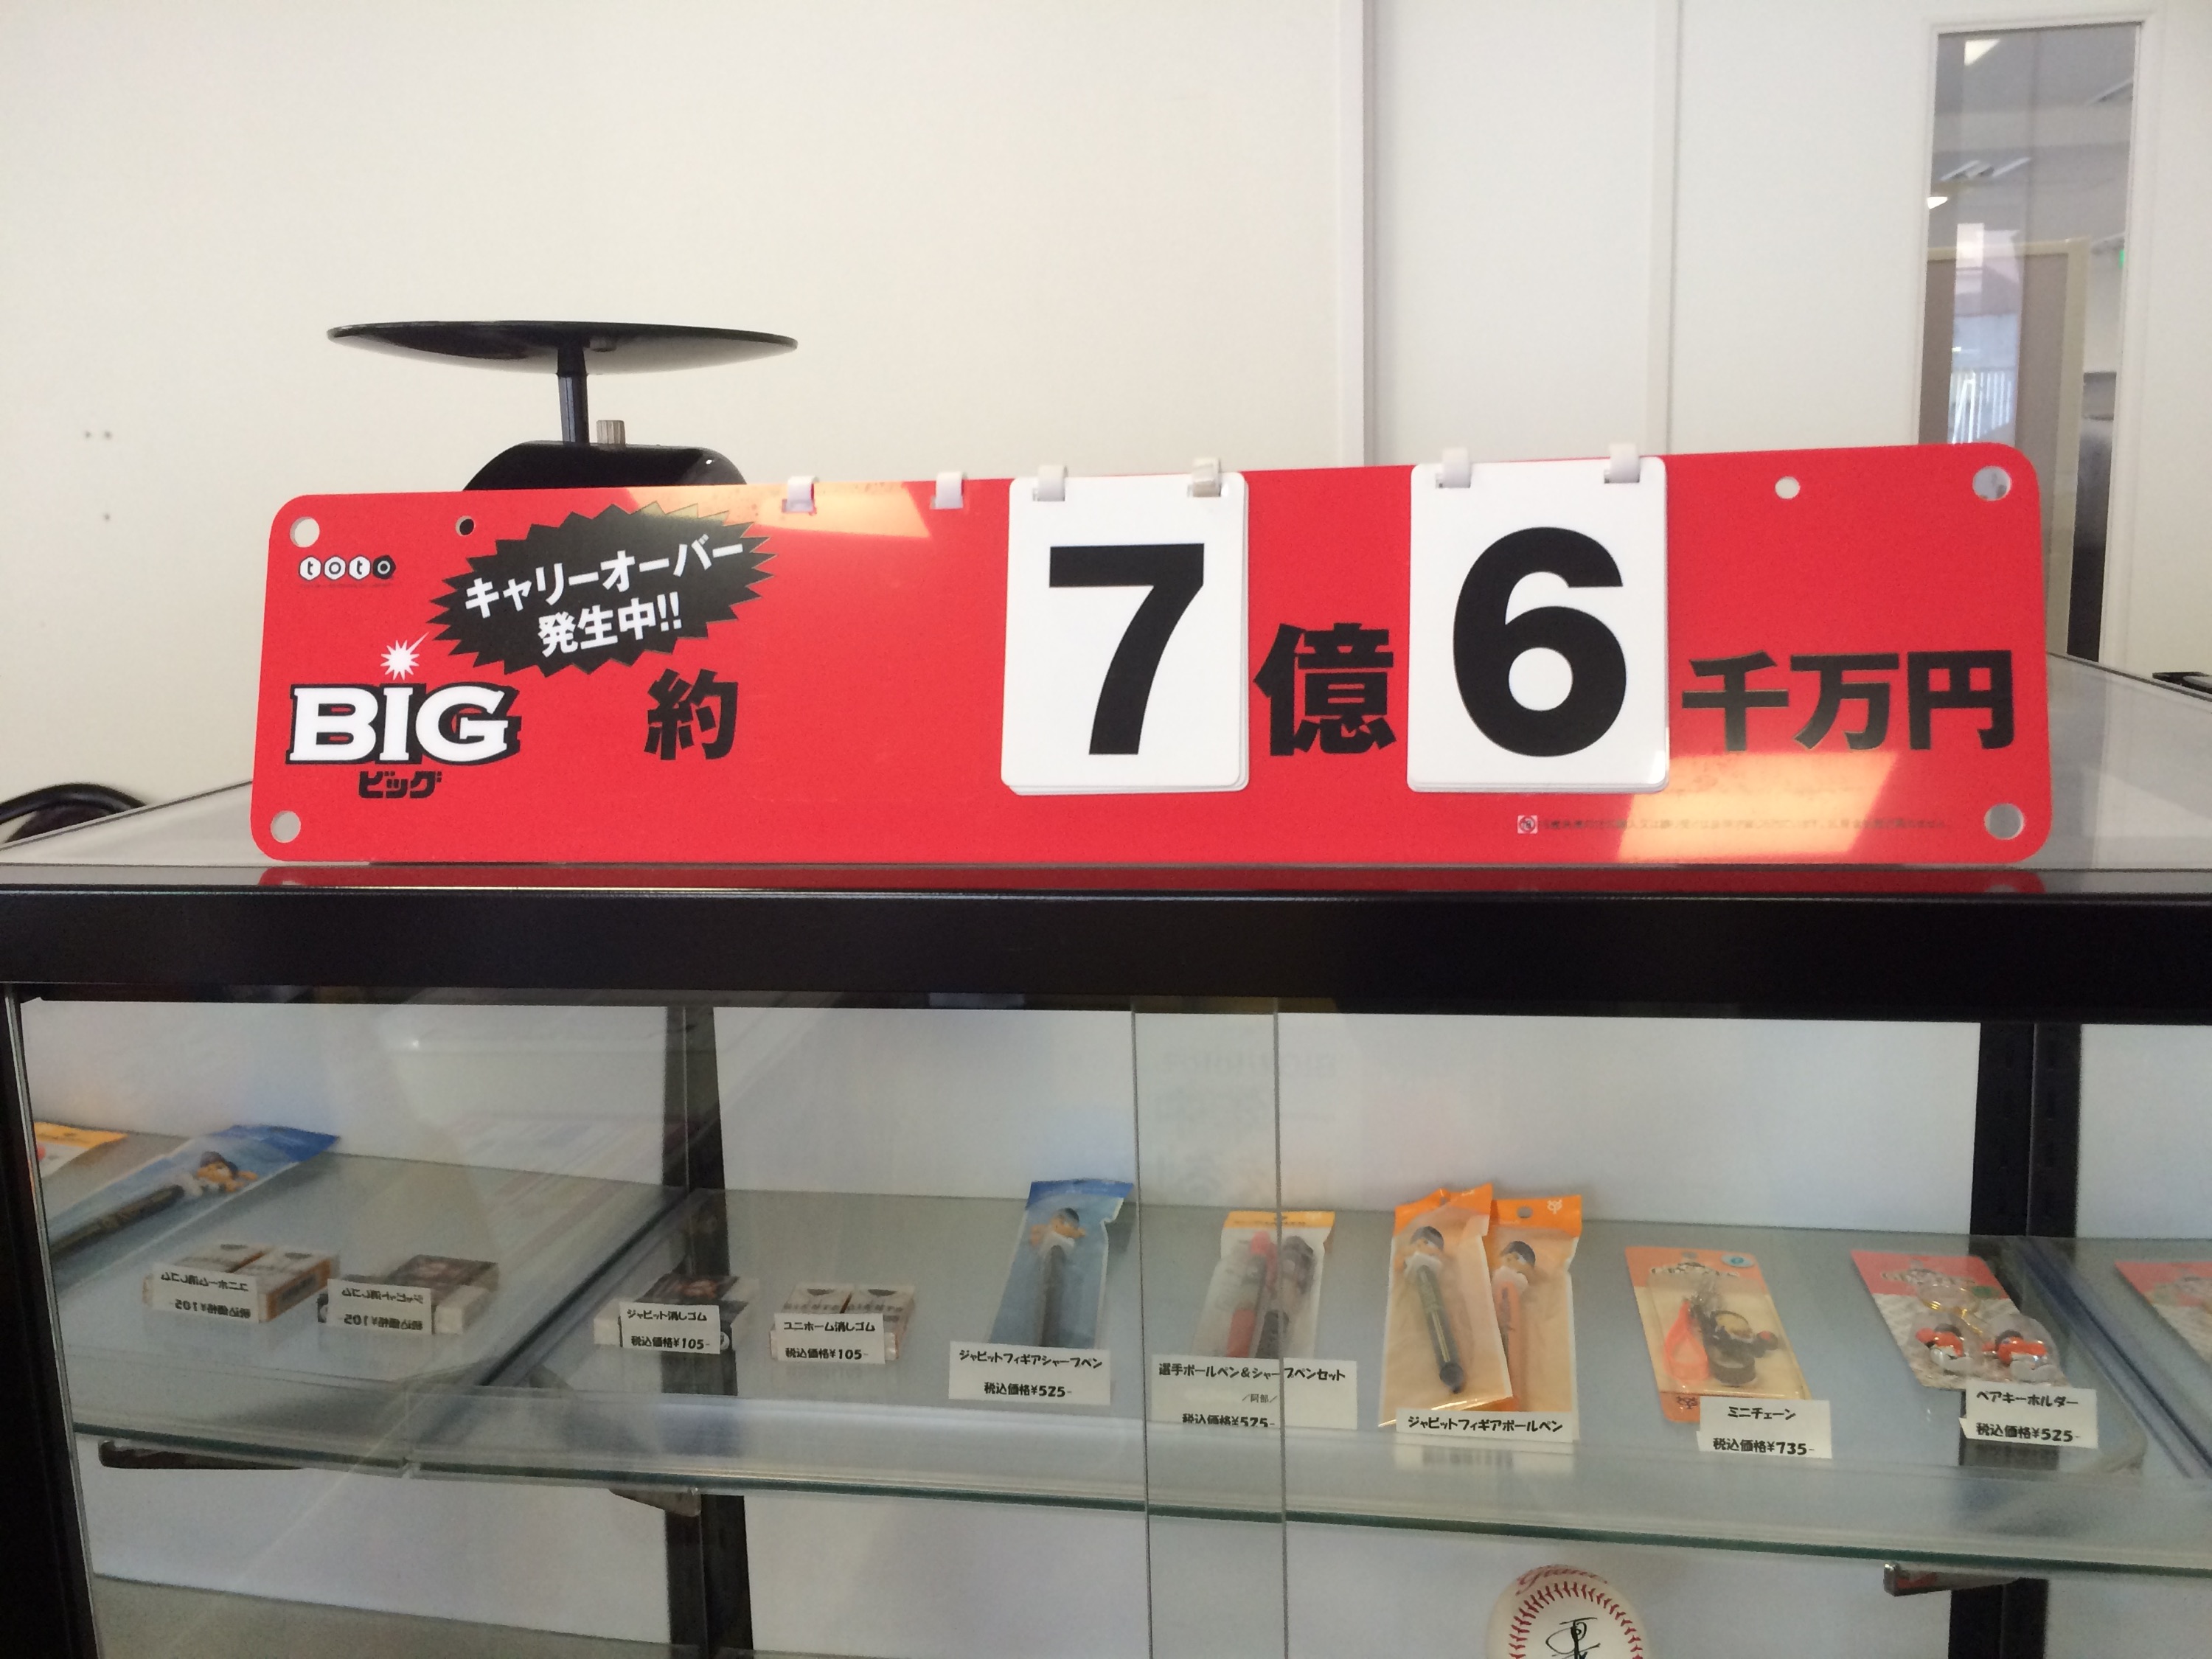 toto
キャリーオーバー
発生中!!
BIG
ビッグ
約 7億6千万円
ジャビット消しゴム
税込価格¥105-
ユニホーム消しゴム
税込価格¥105-
ジャビットフィギアシャープペン
税込価格¥525-
選手ボールペン&シャープペンセット
/阿部/
税込価格¥525-
ジャビットフィギアボールペン
ミニチェーン
税込価格¥735-
ペアキーホルダー
税込価格¥525-
Giants